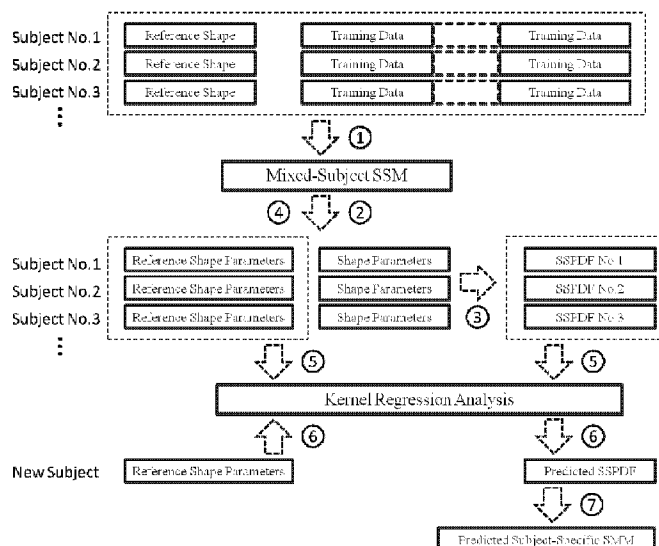 Subject No.1 Reference Shape Training Data Training Data
Subject No.2 Reference Shape Training Data Training Data
Subject No.3 Reference Shape Training Data Training Data
⋮
①
Mixed-Subject SSM
④ ②
Subject No.1 Reference Shape Parameters Shape Parameters SSPDF No.1
Subject No.2 Reference Shape Parameters Shape Parameters SSPDF No.2
Subject No.3 Reference Shape Parameters Shape Parameters SSPDF No.3
③
⋮
⑤ ⑤
Kernel Regression Analysis
⑥ ⑥
New Subject Reference Shape Parameters Predicted SSPDF
⑦
Predicted Subject-Specific SMM